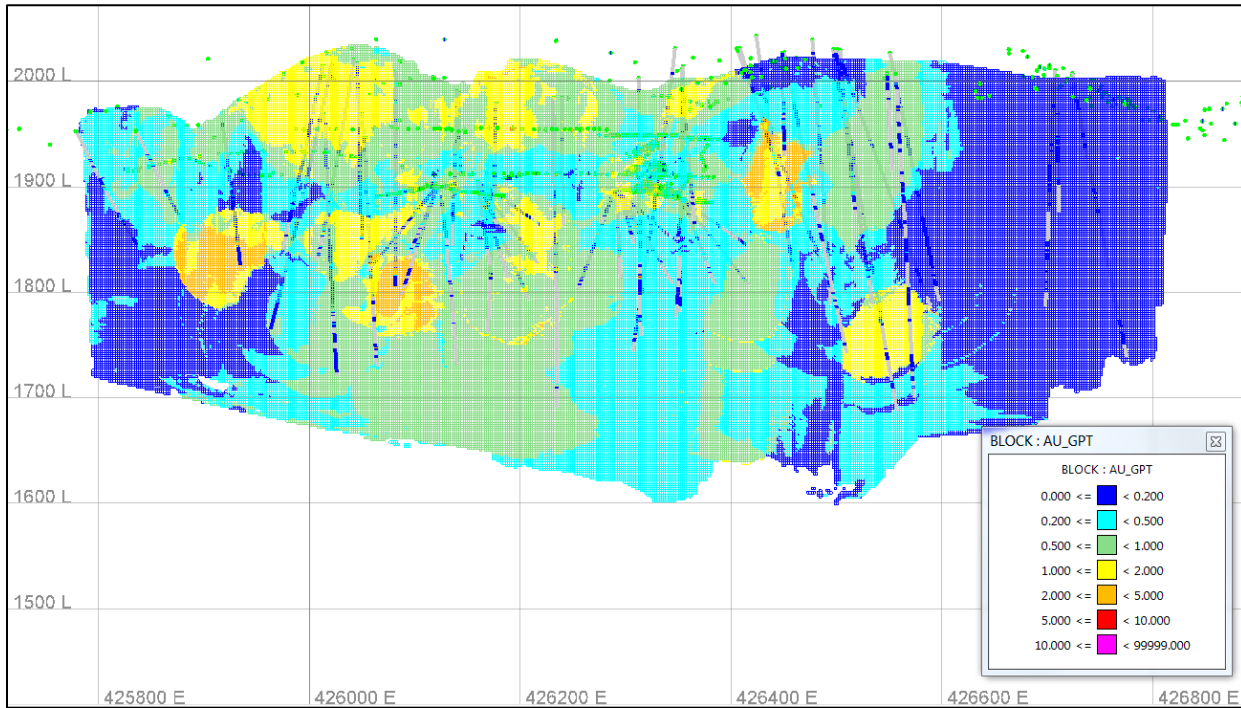 2000 L
1900 L
1800 L
1700 L
1600 L
1500 L
425800 E 426000 E 426200 E 426400 E 426600 E 426800 E
BLOCK : AU_GPT
BLOCK : AU_GPT
0.000 <= < 0.200
0.200 <= < 0.500
0.500 <= < 1.000
1.000 <= < 2.000
2.000 <= < 5.000
5.000 <= < 10.000
10.000 <= < 99999.000